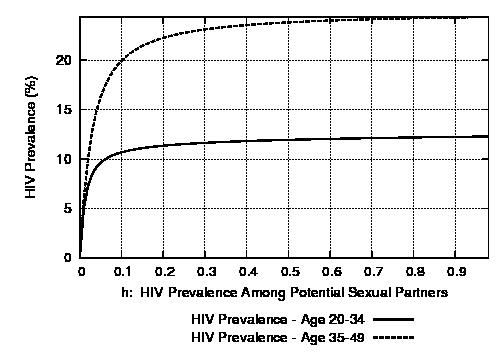 20
15
10
5
0
HIV Prevalence (%)
0 0.1 0.2 0.3 0.4 0.5 0.6 0.7 0.8 0.9
h: HIV Prevalence Among Potential Sexual Partners
HIV Prevalence - Age 20-34
HIV Prevalence - Age 35-49